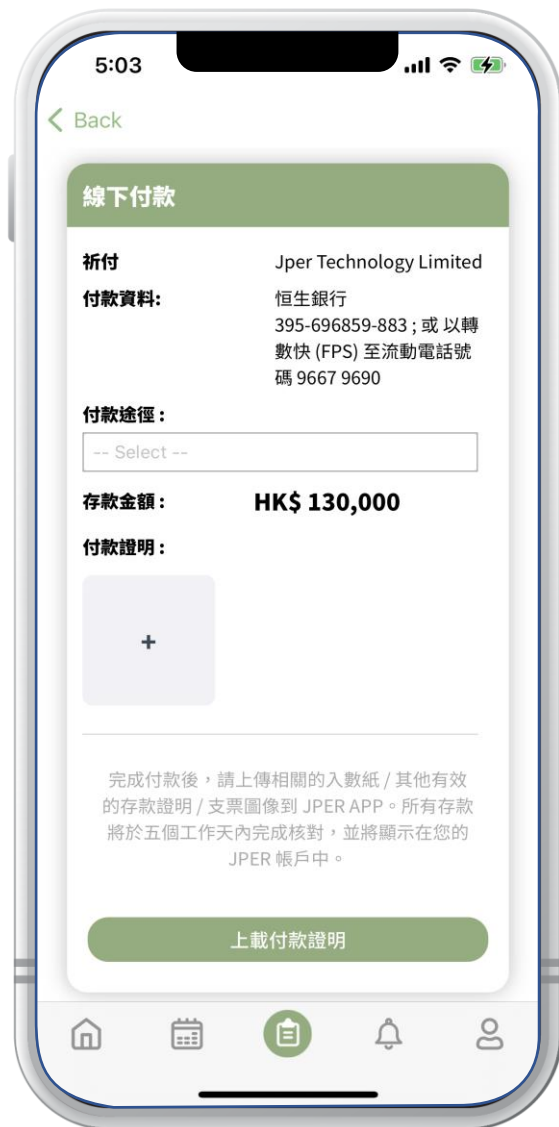 5:03
Back
線下付款
祈付 Jper Technology Limited
付款資料: 恒生銀行
395-696859-883 ; 或 以轉
數快 (FPS) 至流動電話號
碼 9667 9690
付款途徑 :
-- Select --
存款金額 : HK$ 130,000
付款證明 :
+
完成付款後，請上傳相關的入數紙 / 其他有效
的存款證明 / 支票圖像到 JPER APP。所有存款
將於五個工作天內完成核對，並將顯示在您的
JPER 帳戶中。
上載付款證明